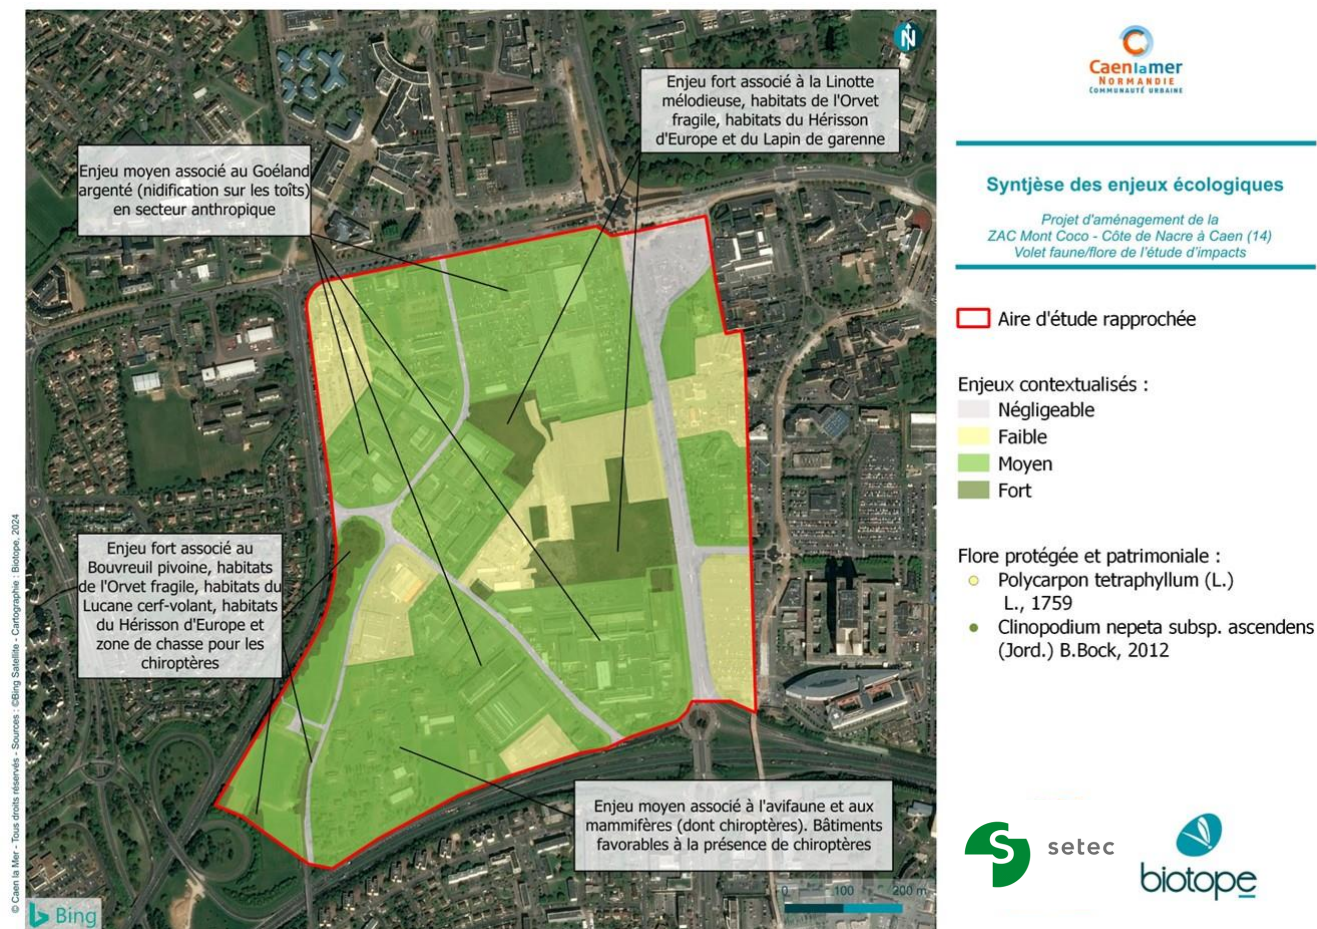 Enjeu fort associé à la Linotte
mélodieuse, habitats de l'Orvet
fragile, habitats du Hérisson
d'Europe et du Lapin de garenne
Enjeu moyen associé au Goéland
argenté (nidification sur les toîts)
en secteur anthropique
Enjeu fort associé au
Bouvreuil pivoine, habitats
de l'Orvet fragile, habitats du
Lucane cerf-volant, habitats
du Hérisson d'Europe et
zone de chasse pour les
chiroptères
Enjeu moyen associé à l'avifaune et aux
mammifères (dont chiroptères). Bâtiments
favorables à la présence de chiroptères
N
0 100 200 m
Bing
© Caen la Mer - Tous droits réservés - Sources : ©Bing Satellite - Cartographie : Biotope, 2024
Caenlamer
NORMANDIE
COMMUNAUTÉ URBAINE
Syntjèse des enjeux écologiques
Projet d'aménagement de la
ZAC Mont Coco - Côte de Nacre à Caen (14)
Volet faune/flore de l'étude d'impacts
Aire d'étude rapprochée
Enjeux contextualisés :
Négligeable
Faible
Moyen
Fort
Flore protégée et patrimoniale :
Polycarpon tetraphyllum (L.)
L., 1759
Clinopodium nepeta subsp. ascendens
(Jord.) B.Bock, 2012
setec
biotope